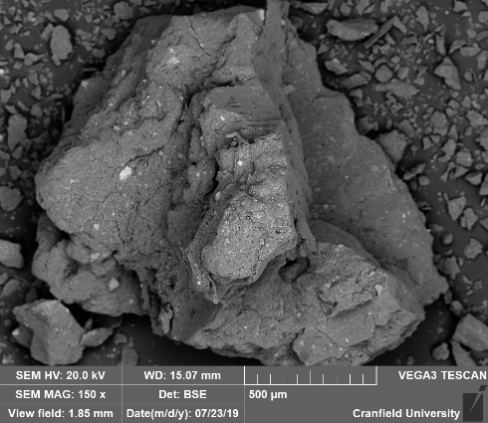 SEM HV: 20.0 kV WD: 15.07 mm VEGA3 TESCAN
SEM MAG: 150 x Det: BSE 500 µm
View field: 1.85 mm Date(m/d/y): 07/23/19 Cranfield University